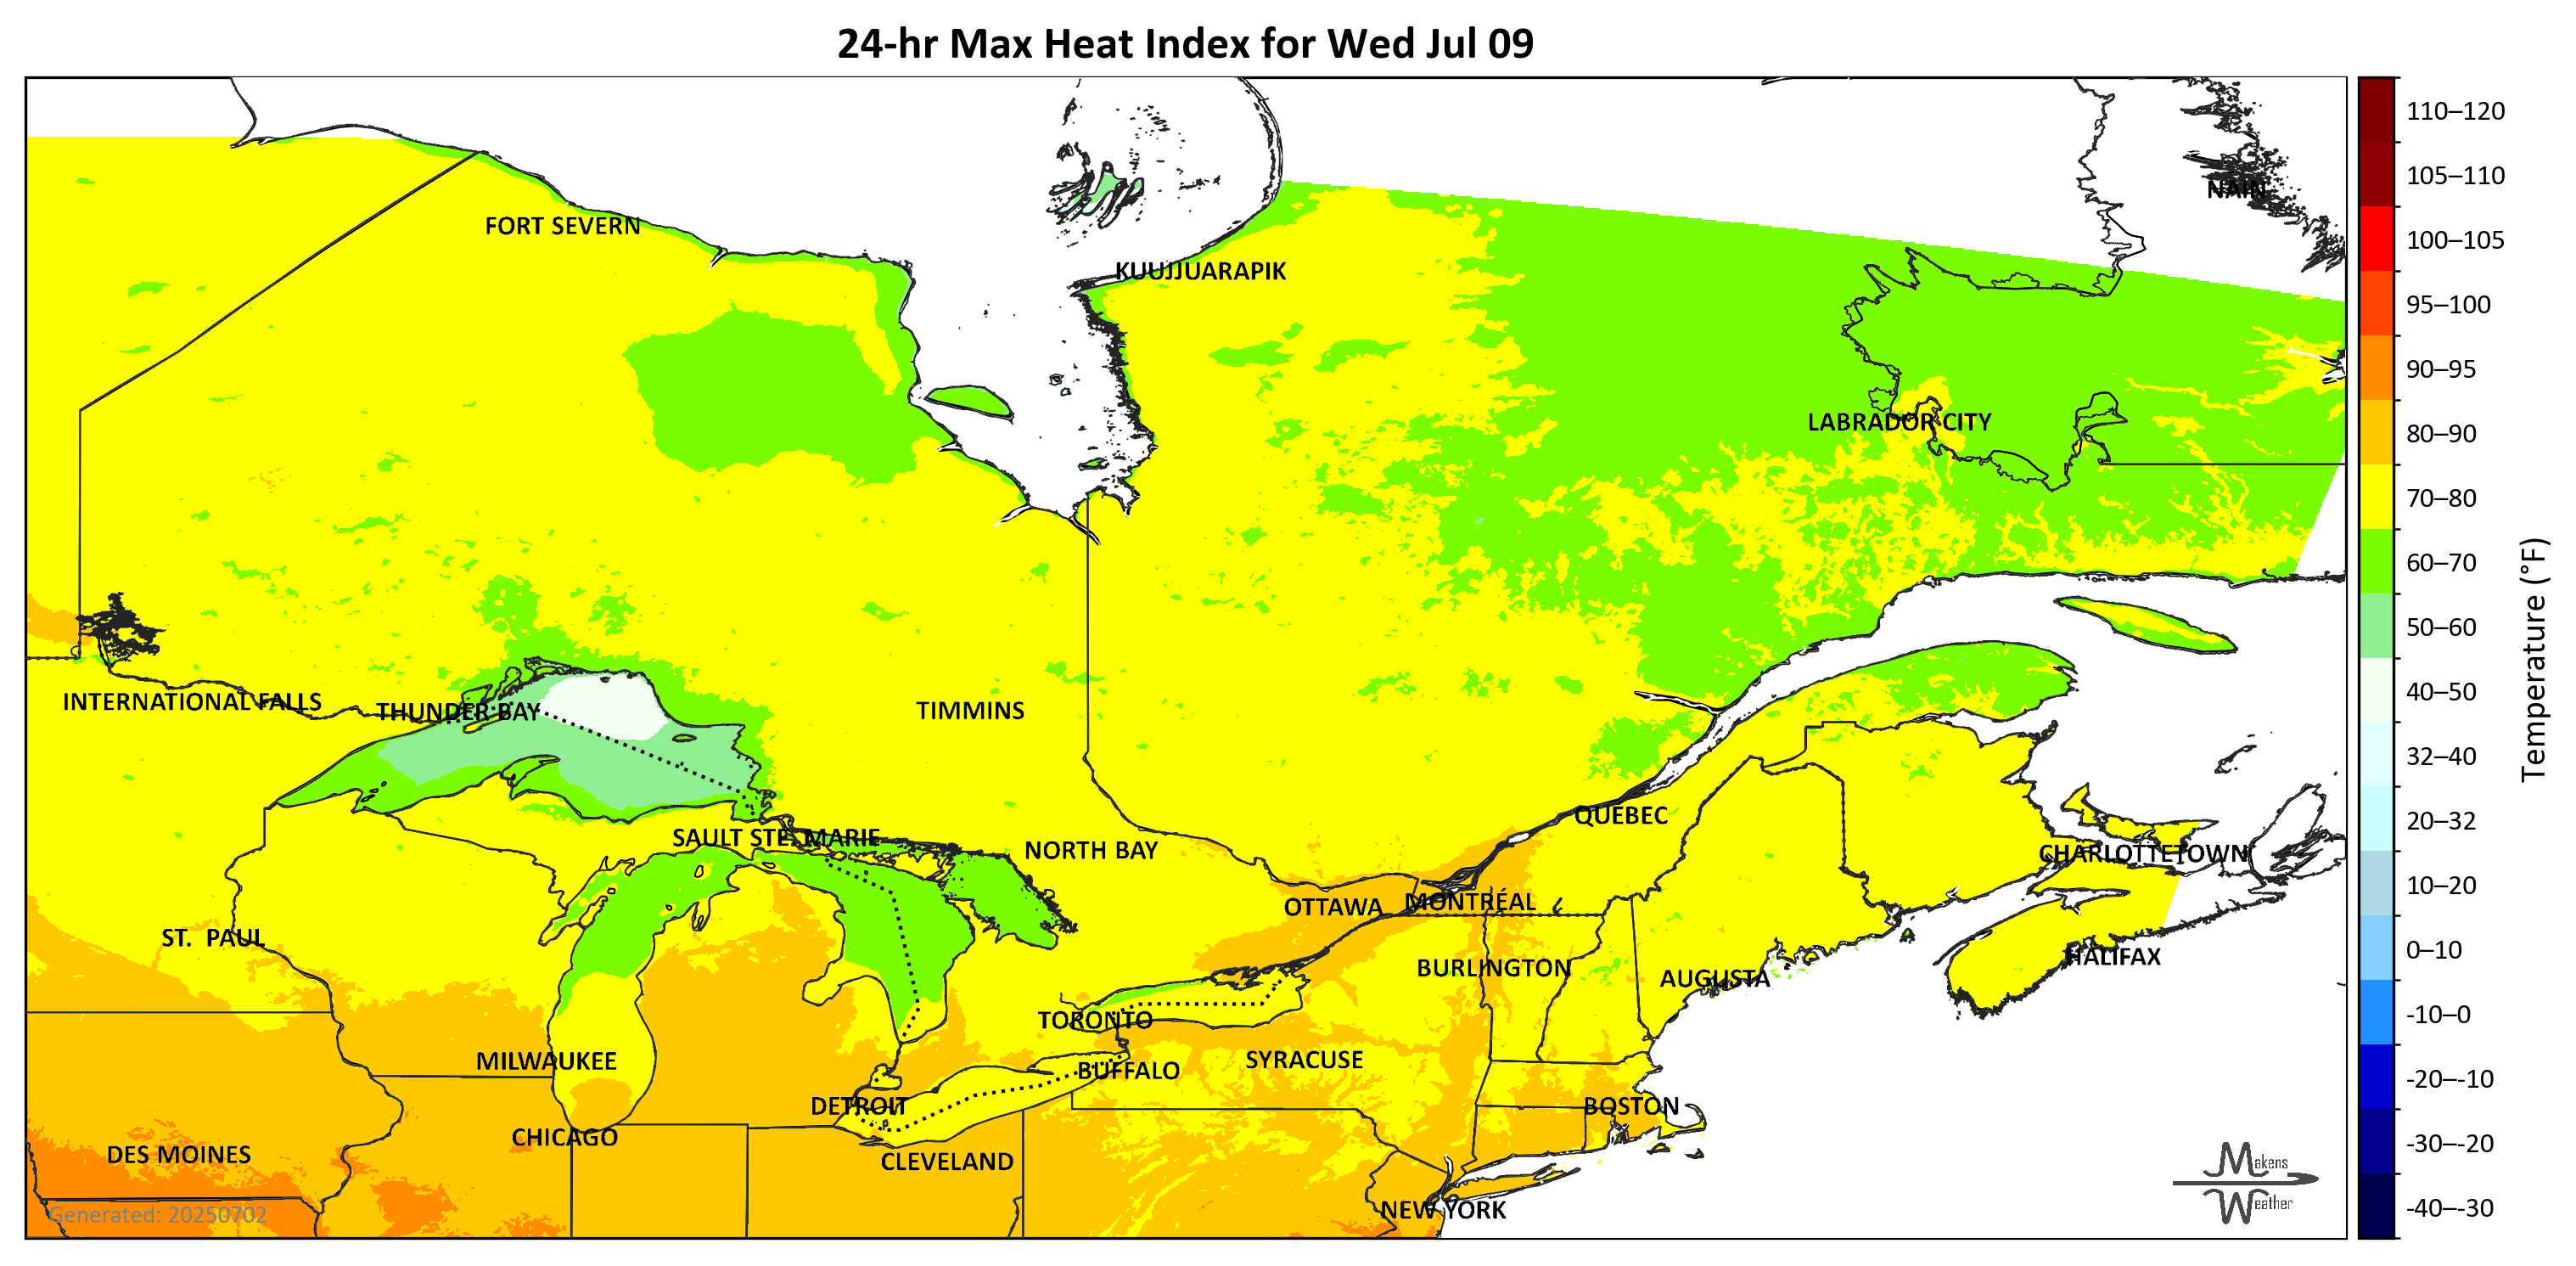 24-hr Max Heat Index for Wed Jul 09
NAIN
FORT SEVERN
KUUJJUARAPIK
LABRADOR CITY
INTERNATIONAL FALLS
THUNDER BAY
TIMMINS
QUÉBEC
SAULT STE. MARIE
NORTH BAY
CHARLOTTETOWN
OTTAWA
MONTRÉAL
ST. PAUL
HALIFAX
BURLINGTON
AUGUSTA
TORONTO
MILWAUKEE
SYRACUSE
BUFFALO
DETROIT
BOSTON
CHICAGO
DES MOINES
CLEVELAND
NEW YORK
Generated: 20250702
Makens
Weather
110–120
105–110
100–105
95–100
90–95
80–90
70–80
60–70
50–60
40–50
32–40
20–32
10–20
0–10
-10–0
-20–-10
-30–-20
-40–-30
Temperature (°F)